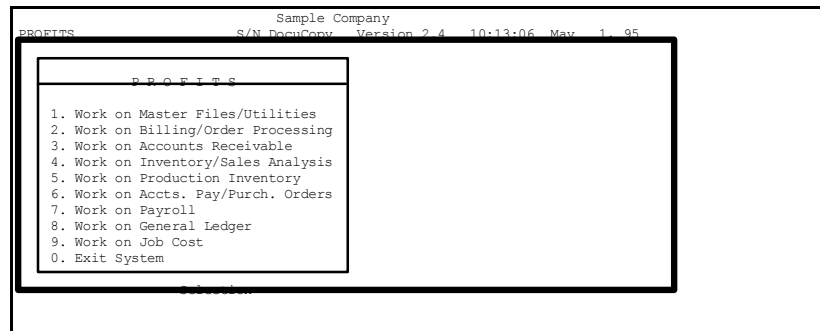 Sample Company
PROFITS S/N DocuCopy Version 2.4 10:13:06 May 1, 95
P R O F I T S
1. Work on Master Files/Utilities
2. Work on Billing/Order Processing
3. Work on Accounts Receivable
4. Work on Inventory/Sales Analysis
5. Work on Production Inventory
6. Work on Accts. Pay/Purch. Orders
7. Work on Payroll
8. Work on General Ledger
9. Work on Job Cost
0. Exit System
Selection